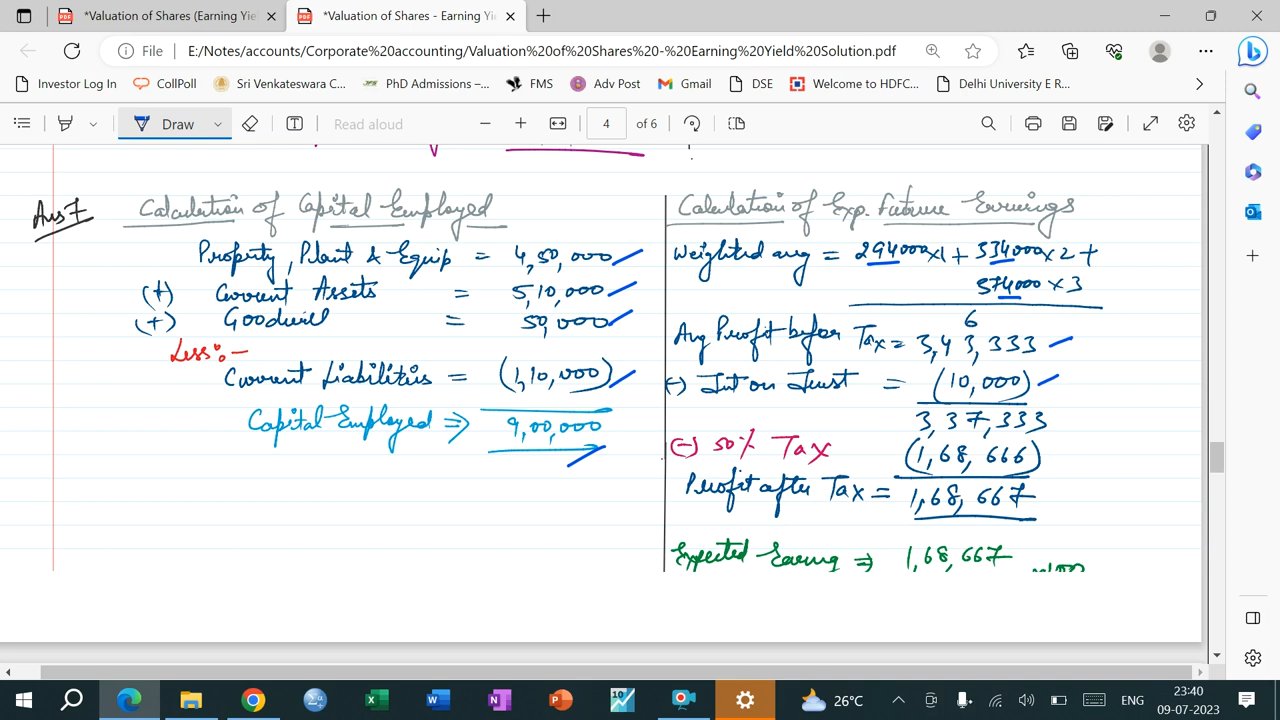 *Valuation of Shares (Earning Yie
*Valuation of Shares - Earning Yi
File E:/Notes/accounts/Corporate%20accounting/Valuation%20of%20Shares%20-%20Earning%20Yield%20Solution.pdf
Investor Login CollPoll Sri Venkateswara C... PhD Admissions –... FMS Adv Post Gmail DSE Welcome to HDFC... Delhi University E R...
Draw Read aloud 4 of 6
Ans 7
Calculation of Capital Employed
Property, Plant & Equip = 4,50,000
(+) Current Assets = 5,10,000
(+) Goodwill = 50,000
Less:-
Current Liabilities = (1,10,000)
Capital Employed ⇒ 9,00,000
Calculation of Exp. Future Earnings
Weighted avg = 294000×1 + 334000×2 +
374000 × 3
6
Avg Profit before Tax = 3,43,333
(-) Int on Invst = (10,000)
3,37,333
(-) 50% Tax (1,68,666)
Profit after Tax = 1,68,667
Expected Earning ⇒ 1,68,667
26°C ENG 23:40
09-07-2023